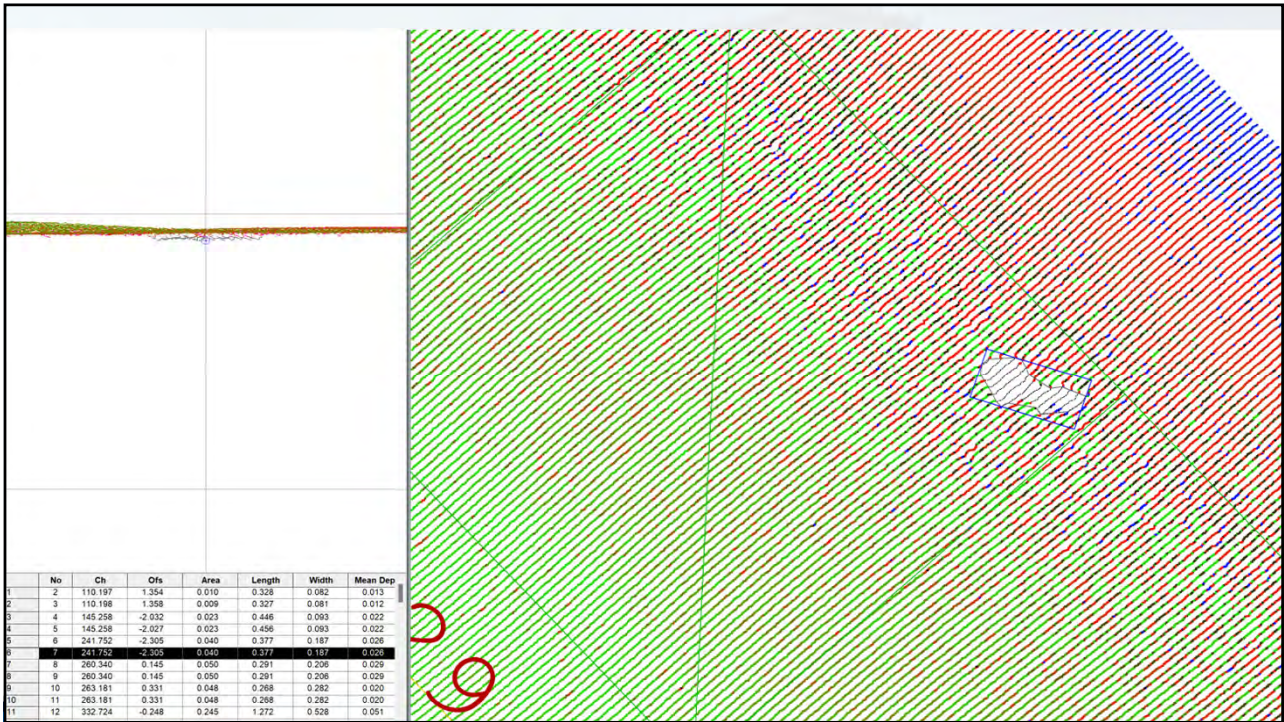 No Ch Ofs Area Length Width Mean Dep
1 2 110.197 1.354 0.010 0.328 0.082 0.013
2 3 110.198 1.358 0.009 0.327 0.081 0.012
3 4 145.258 -2.032 0.023 0.446 0.093 0.022
4 5 145.258 -2.027 0.023 0.456 0.093 0.022
5 6 241.752 -2.305 0.040 0.377 0.187 0.026
6 7 241.752 -2.305 0.040 0.377 0.187 0.026
7 8 260.340 0.145 0.050 0.291 0.206 0.029
8 9 260.340 0.145 0.050 0.291 0.206 0.029
9 10 263.181 0.331 0.048 0.268 0.282 0.020
10 11 263.181 0.331 0.048 0.268 0.282 0.020
11 12 332.724 -0.248 0.245 1.272 0.528 0.051